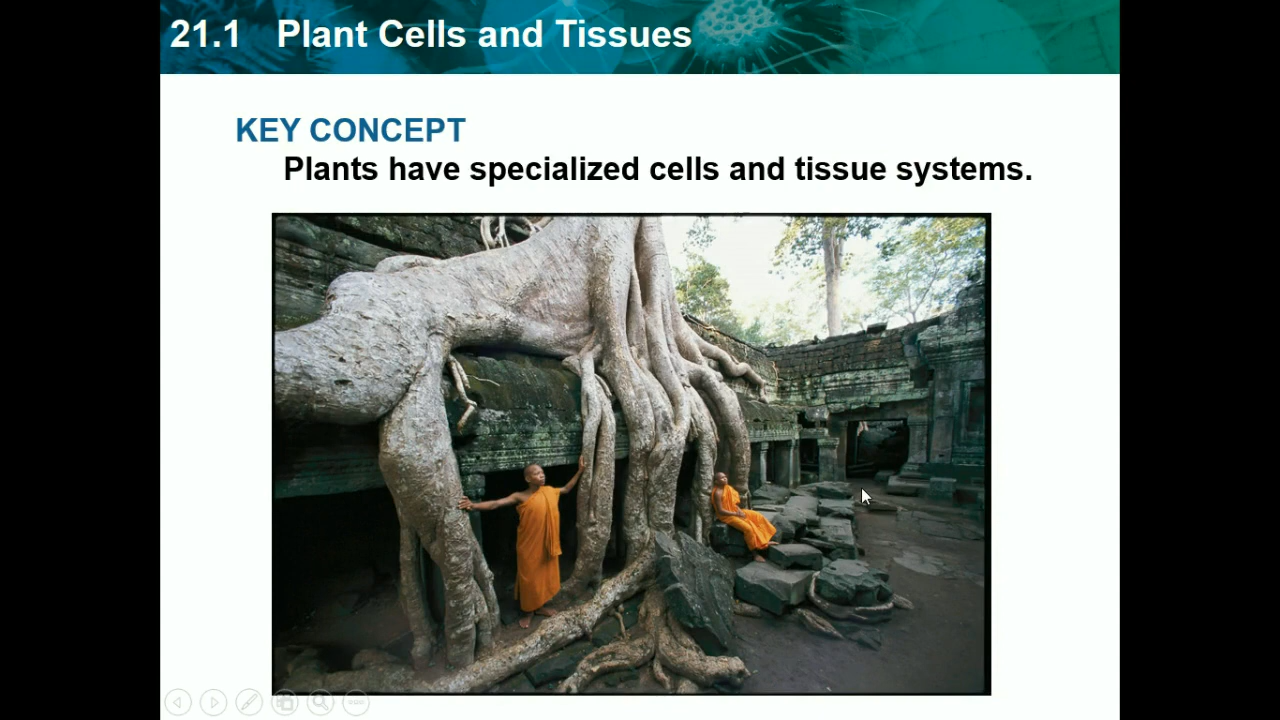 21.1 Plant Cells and Tissues
KEY CONCEPT
Plants have specialized cells and tissue systems.